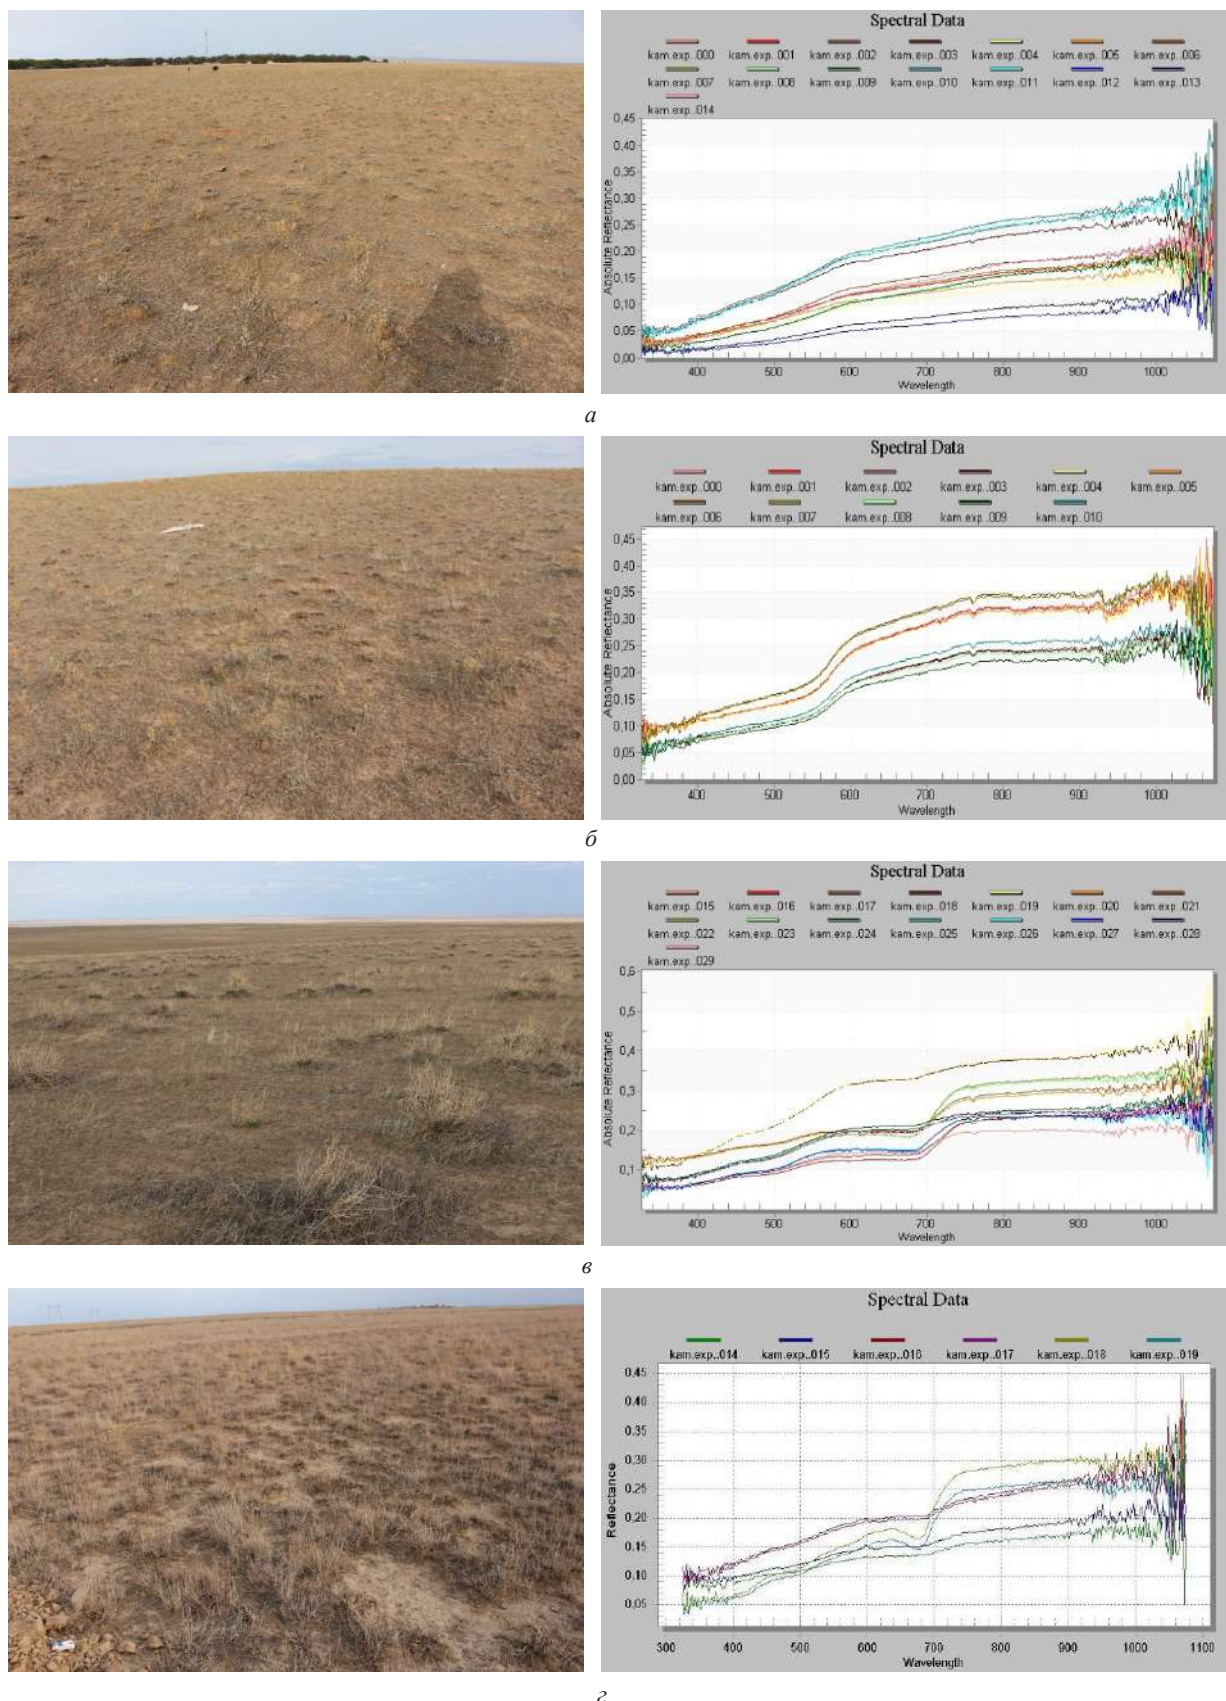 Spectral Data
kam.exp..000 kam.exp..001 kam.exp..002 kam.exp..003 kam.exp..004 kam.exp..005 kam.exp..006
kam.exp..007 kam.exp..008 kam.exp..009 kam.exp..010 kam.exp..011 kam.exp..012 kam.exp..013
kam.exp..014
0,45
0,40
0,35
0,30
0,25
0,20
0,15
0,10
0,05
0,00
Absolute Reflectance
400 500 600 700 800 900 1000
Wavelength
а
Spectral Data
kam.exp..000 kam.exp..001 kam.exp..002 kam.exp..003 kam.exp..004 kam.exp..005
kam.exp..006 kam.exp..007 kam.exp..008 kam.exp..009 kam.exp..010
0,45
0,40
0,35
0,30
0,25
0,20
0,15
0,10
0,05
0,00
Absolute Reflectance
400 500 600 700 800 900 1000
Wavelength
б
Spectral Data
kam.exp..015 kam.exp..016 kam.exp..017 kam.exp..018 kam.exp..019 kam.exp..020 kam.exp..021
kam.exp..022 kam.exp..023 kam.exp..024 kam.exp..025 kam.exp..026 kam.exp..027 kam.exp..028
kam.exp..029
0,6
0,5
0,4
0,3
0,2
0,1
Absolute Reflectance
400 500 600 700 800 900 1000
Wavelength
в
Spectral Data
kam.exp..014 kam.exp..015 kam.exp..016 kam.exp..017 kam.exp..018 kam.exp..019
0,45
0,40
0,35
0,30
0,25
0,20
0,15
0,10
0,05
Reflectance
300 400 500 600 700 800 900 1000 1100
Wavelength
г